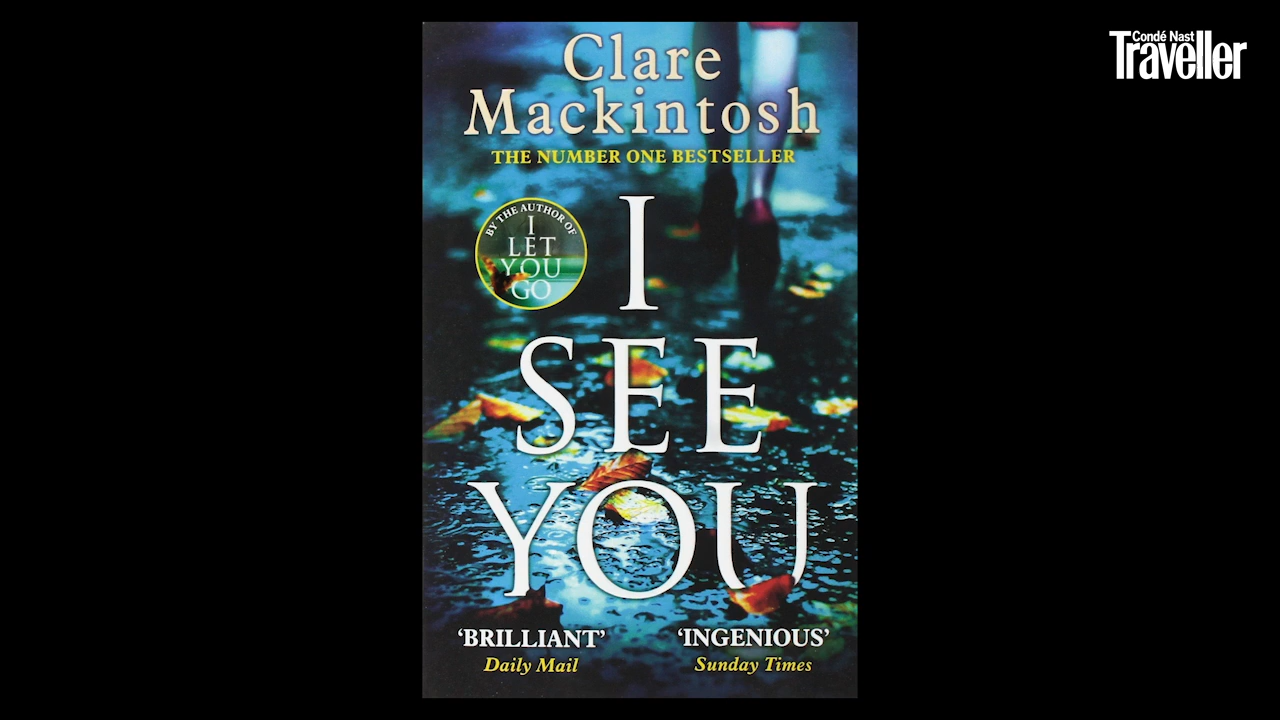 Clare
Mackintosh
THE NUMBER ONE BESTSELLER
BY THE AUTHOR OF
I
LET
YOU
GO
I
SEE
YOU
‘BRILLIANT’
Daily Mail
‘INGENIOUS’
Sunday Times
Condé Nast
Traveller